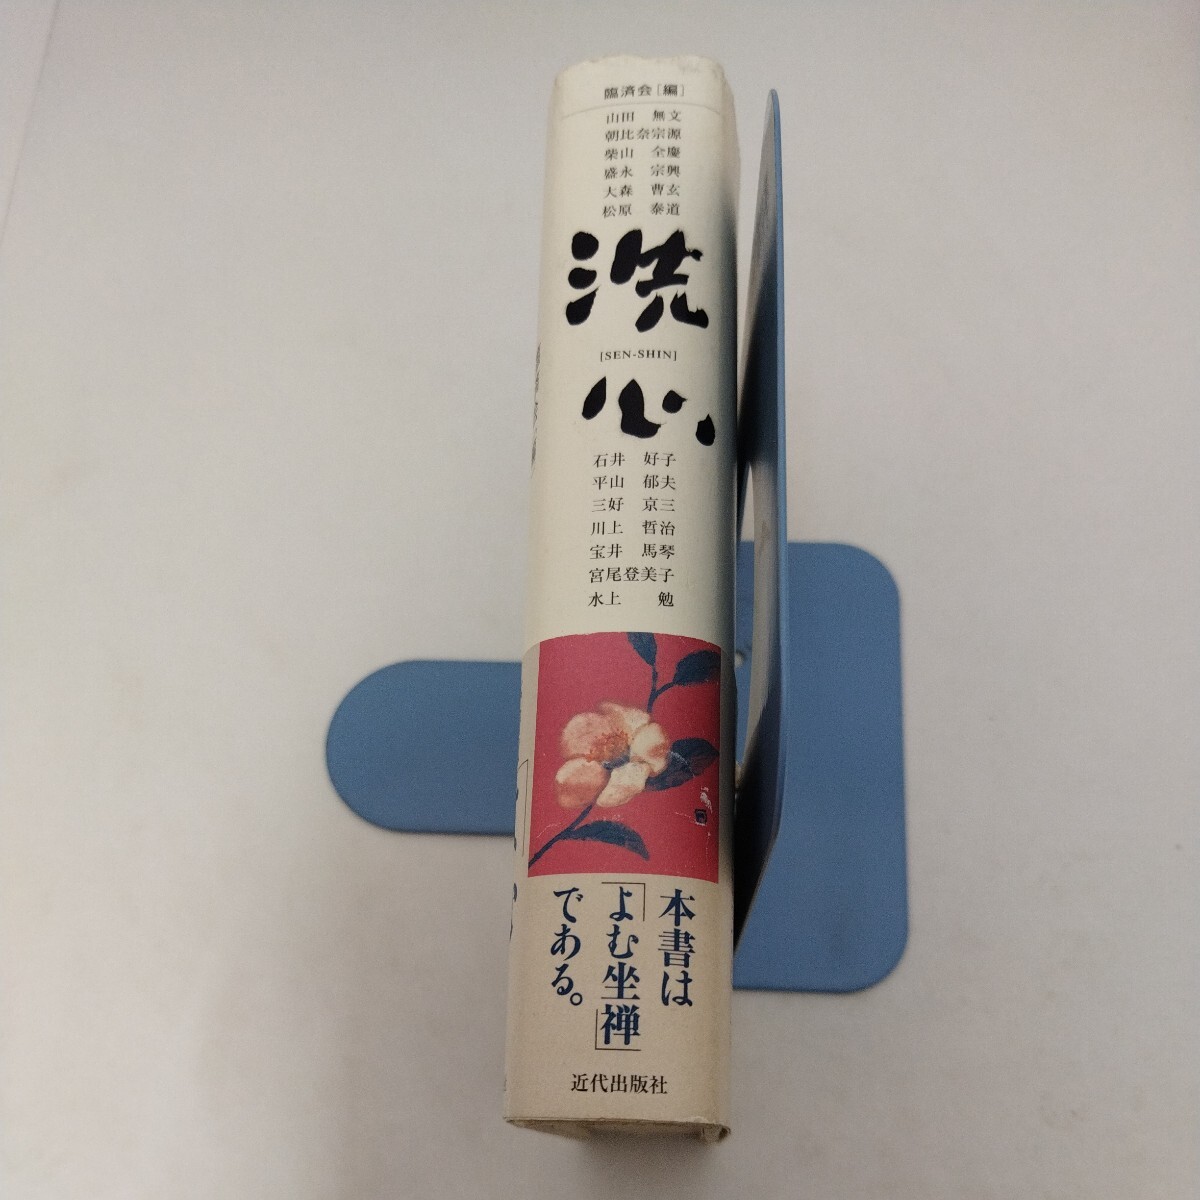 臨済会[編]
山田 無文
朝比奈宗源
柴山 全慶
盛永 宗興
大森 曹玄
松原 泰道
洗
[SEN-SHIN]
心
石井 好子
平山 郁夫
三好 京三
川上 哲治
宝井 馬琴
宮尾登美子
水上 勉
本書は
「よむ坐禅」
である。
近代出版社